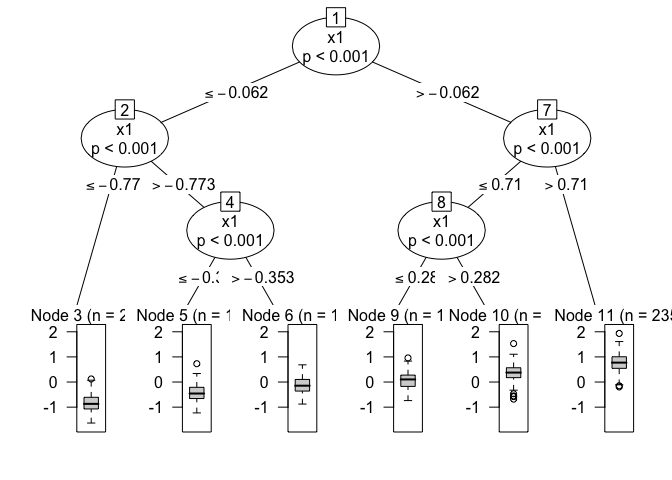 1
x1
p < 0.001
≤ −0.062
> −0.062
2
x1
p < 0.001
7
x1
p < 0.001
≤ −0.77
> −0.773
≤ 0.71
> 0.71
4
x1
p < 0.001
8
x1
p < 0.001
≤ −0.
> −0.353
≤ 0.28
> 0.282
Node 3 (n = 2
Node 5 (n = 1
Node 6 (n = 1
Node 9 (n = 1
Node 10 (n =
Node 11 (n = 235
2 2 2 2 2 2
1 1 1 1 1 1
0 0 0 0 0 0
-1 -1 -1 -1 -1 -1